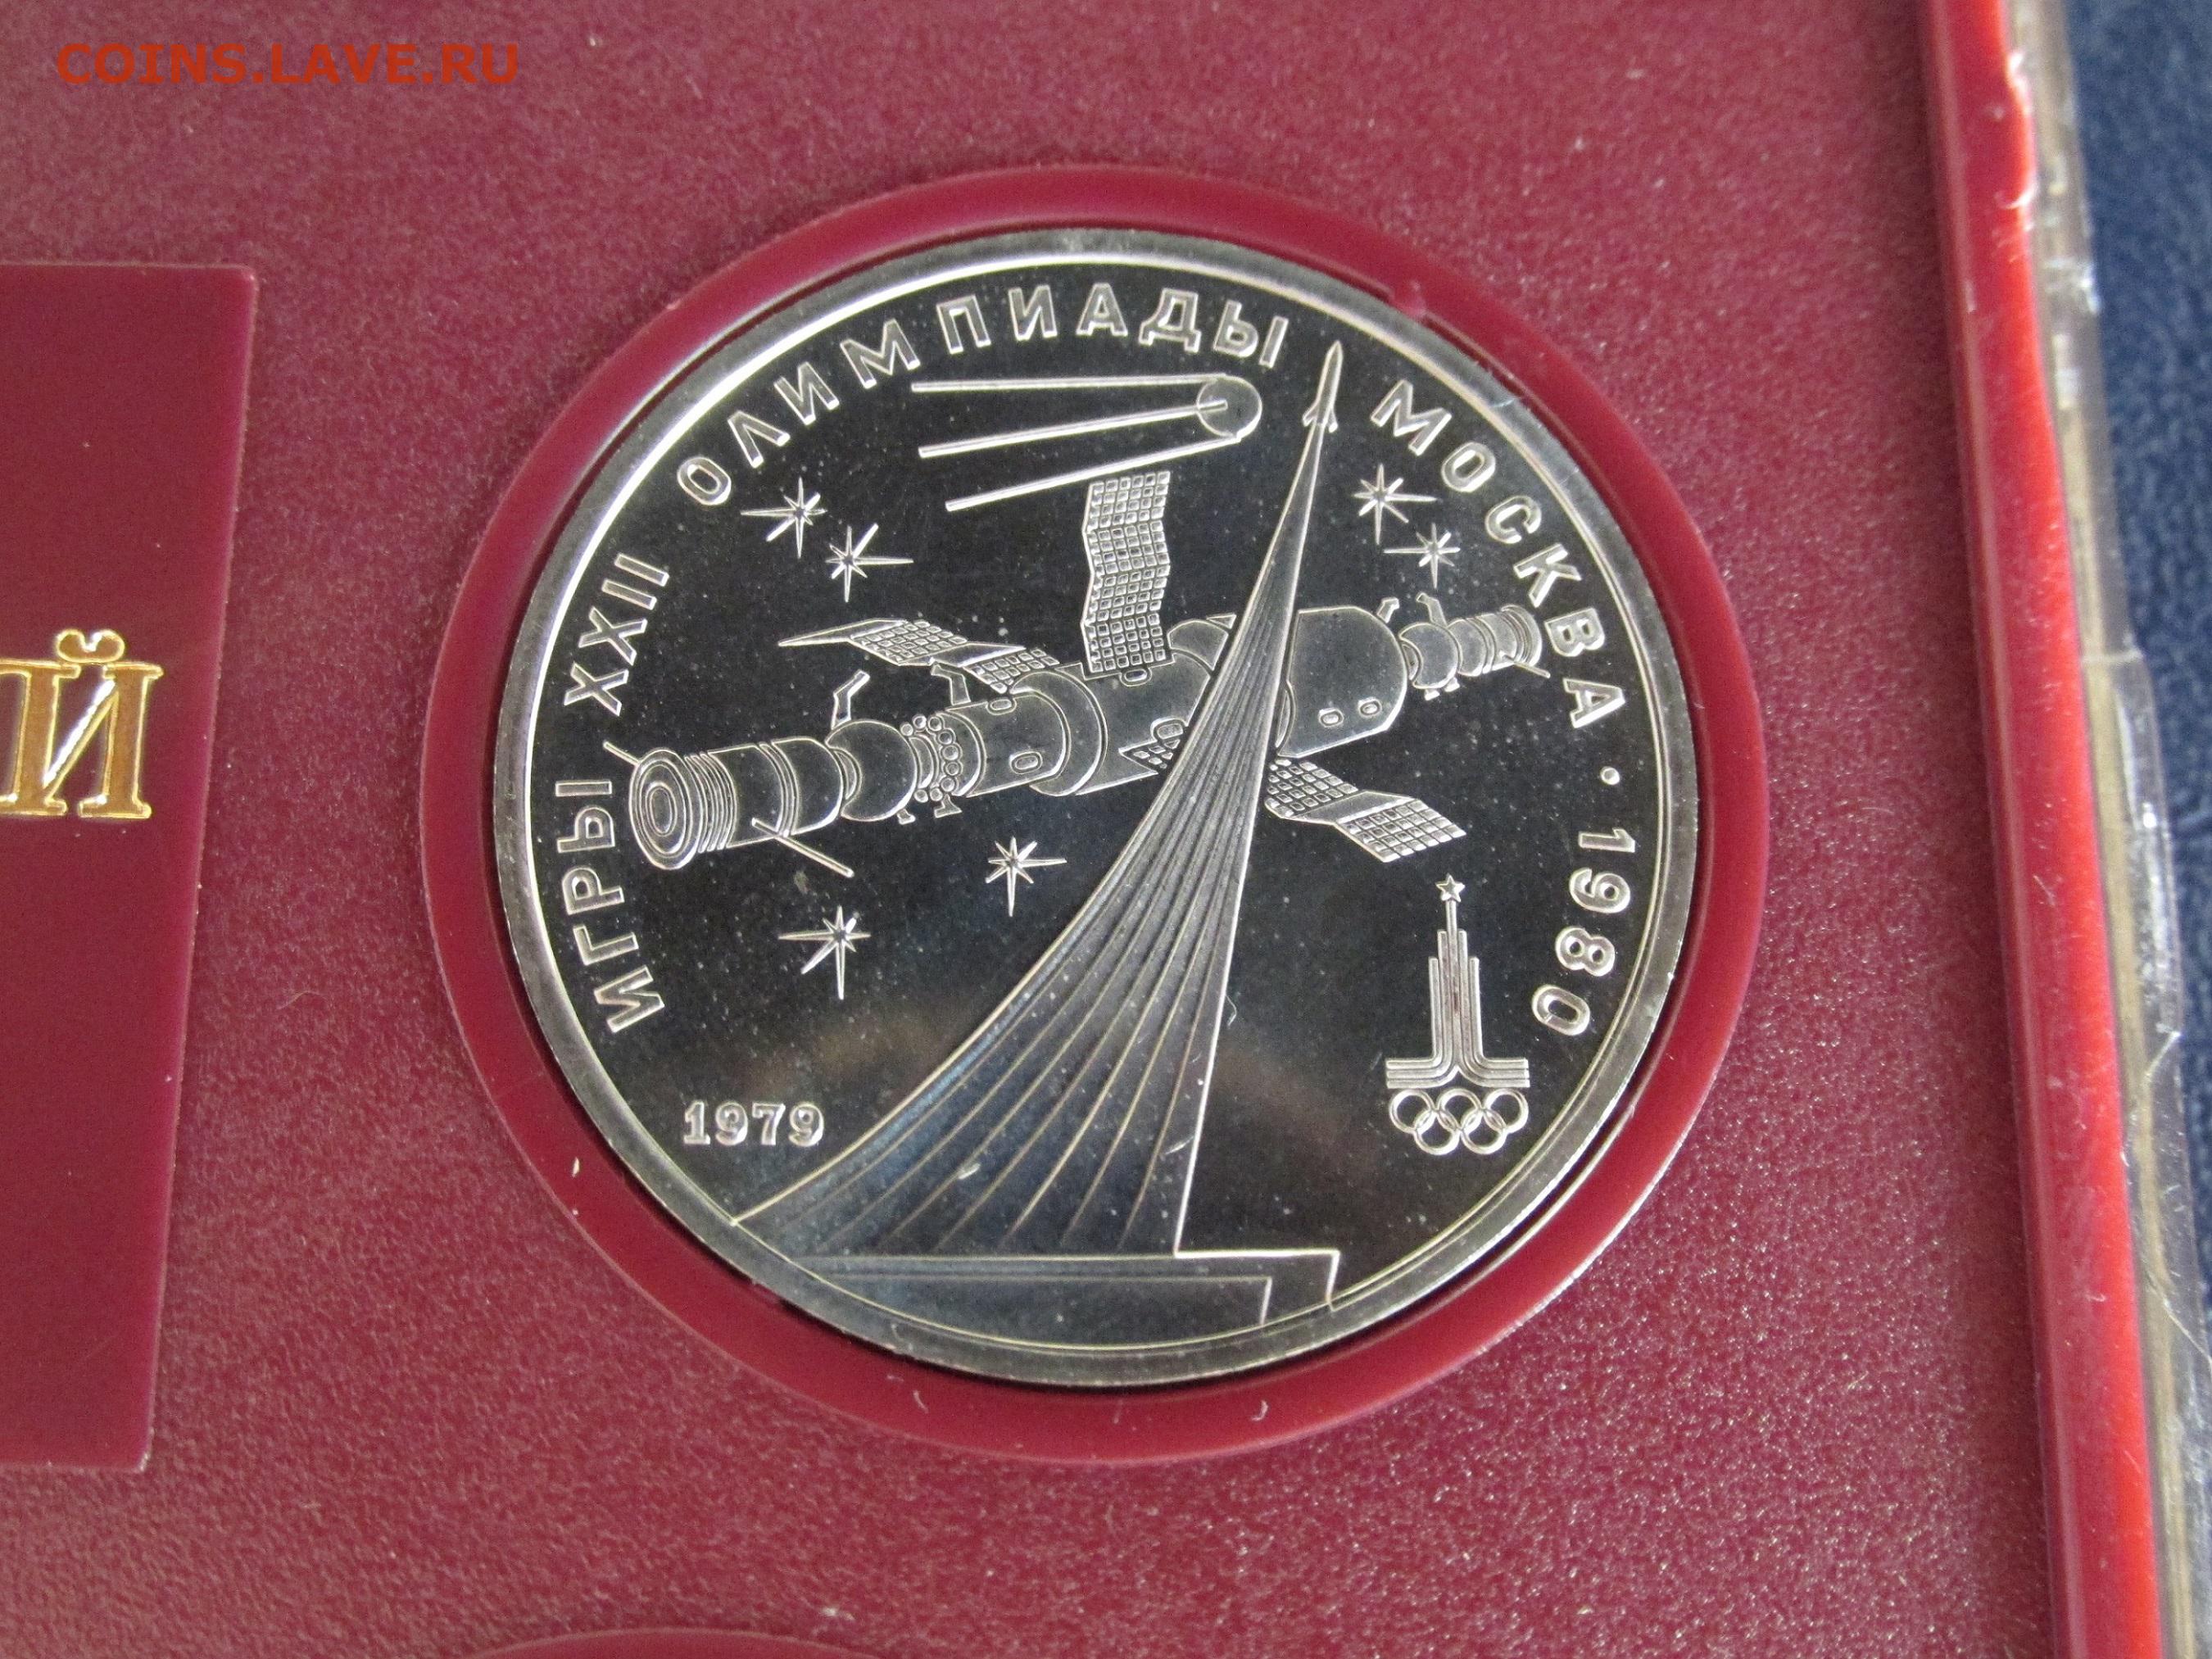 COINS.LAVE.RU
ИГРЫ XXII ОЛИМПИАДЫ МОСКВА · 1980
1979
Й